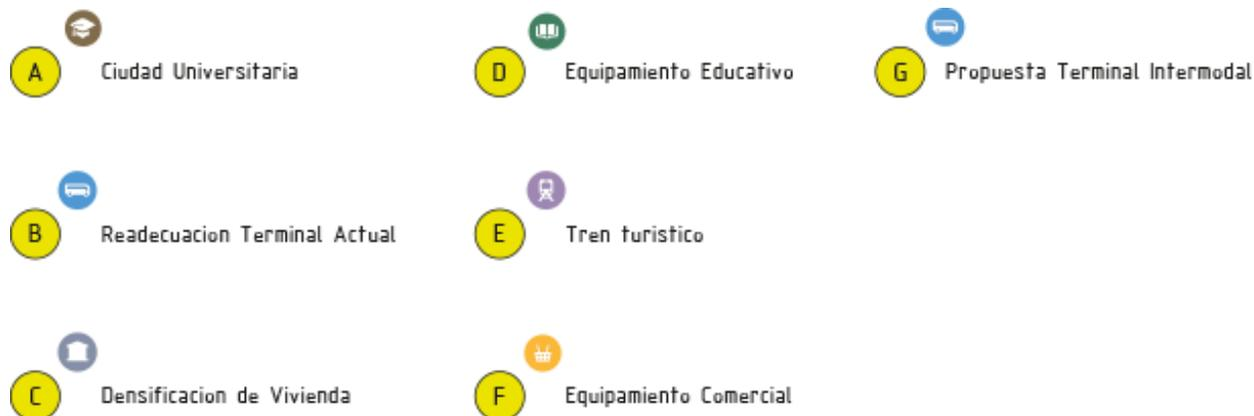 A Ciudad Universitaria
B Readecuacion Terminal Actual
C Densificacion de Vivienda
D Equipamiento Educativo
E Tren turistico
F Equipamiento Comercial
G Propuesta Terminal Intermodal